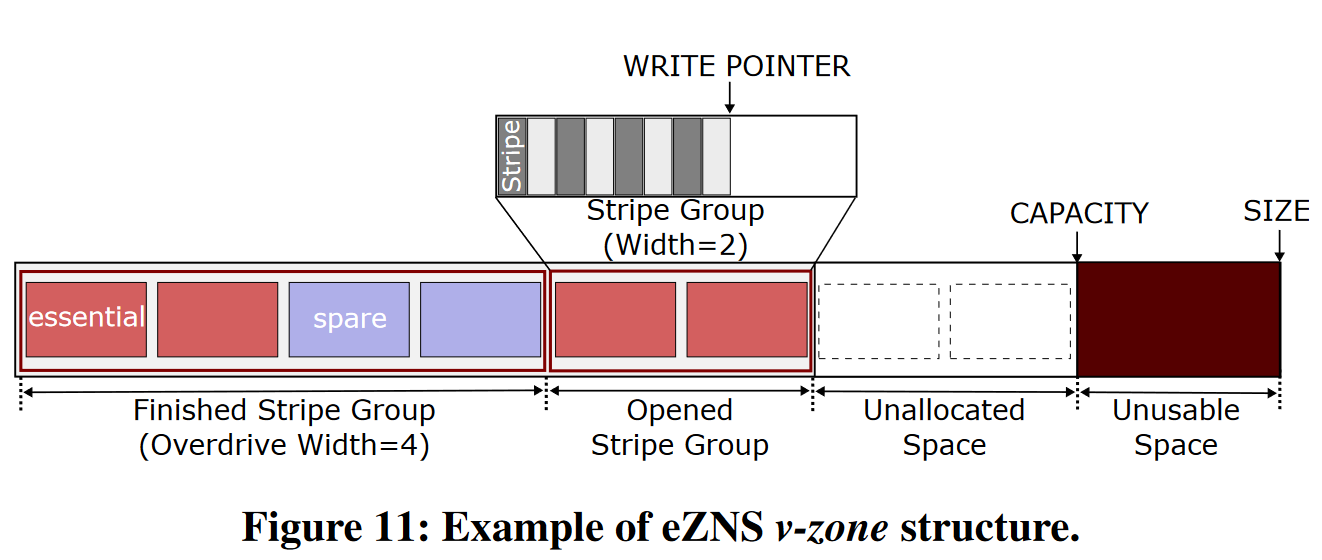 WRITE POINTER
Stripe
Stripe Group
(Width=2)
CAPACITY
SIZE
essential
spare
Finished Stripe Group
(Overdrive Width=4)
Opened
Stripe Group
Unallocated
Space
Unusable
Space
Figure 11: Example of eZNS v-zone structure.